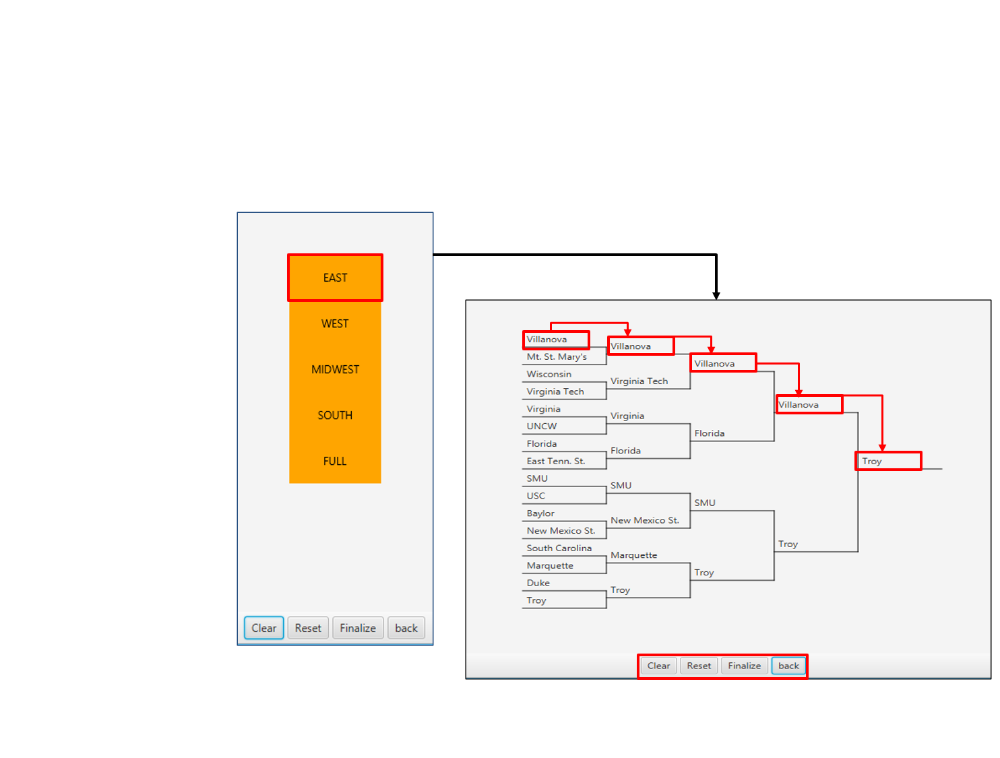 EAST
WEST
MIDWEST
SOUTH
FULL
Clear Reset Finalize back
Villanova
Mt. St. Mary's
Wisconsin
Virginia Tech
Virginia
UNCW
Florida
East Tenn. St.
SMU
USC
Baylor
New Mexico St.
South Carolina
Marquette
Duke
Troy
Villanova
Virginia Tech
Virginia
Florida
SMU
New Mexico St.
Marquette
Troy
Villanova
Florida
SMU
Troy
Villanova
Troy
Troy
Clear Reset Finalize back